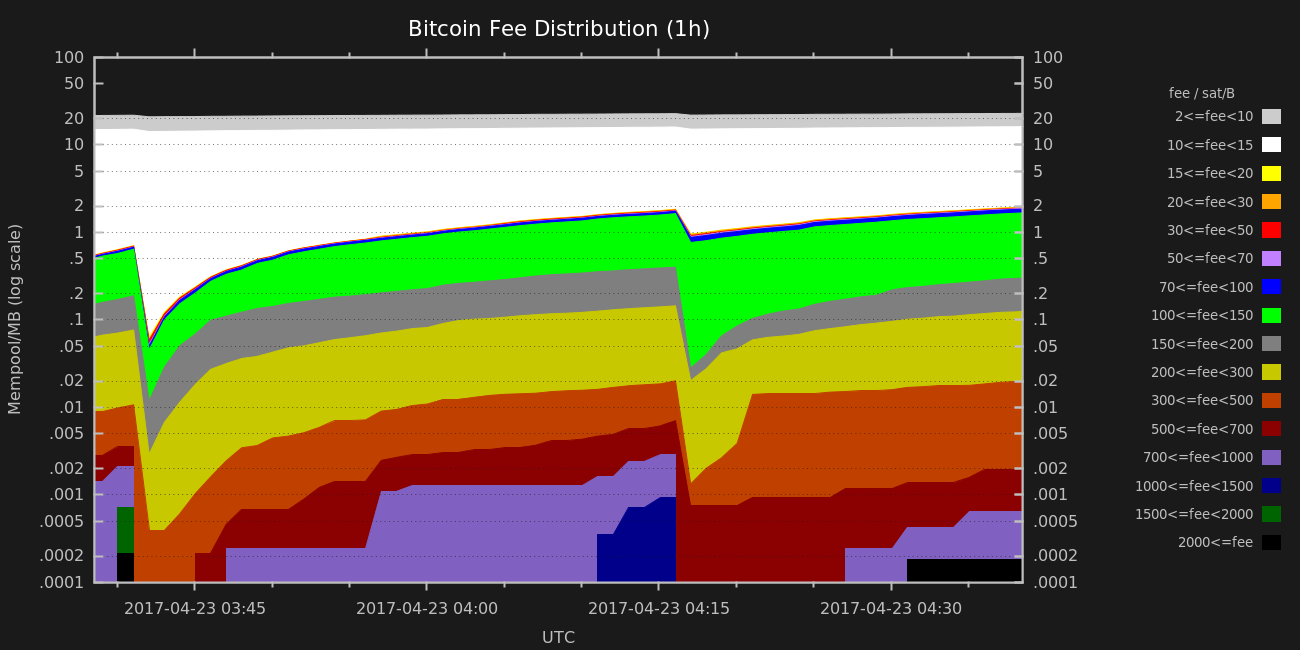 Bitcoin Fee Distribution (1h)
100
50
20
10
5
2
1
.5
.2
.1
.05
.02
.01
.005
.002
.001
.0005
.0002
.0001
Mempool/MB (log scale)
100
50
20
10
5
2
1
.5
.2
.1
.05
.02
.01
.005
.002
.001
.0005
.0002
.0001
2017-04-23 03:45
2017-04-23 04:00
2017-04-23 04:15
2017-04-23 04:30
UTC
fee / sat/B
2<=fee<10
10<=fee<15
15<=fee<20
20<=fee<30
30<=fee<50
50<=fee<70
70<=fee<100
100<=fee<150
150<=fee<200
200<=fee<300
300<=fee<500
500<=fee<700
700<=fee<1000
1000<=fee<1500
1500<=fee<2000
2000<=fee